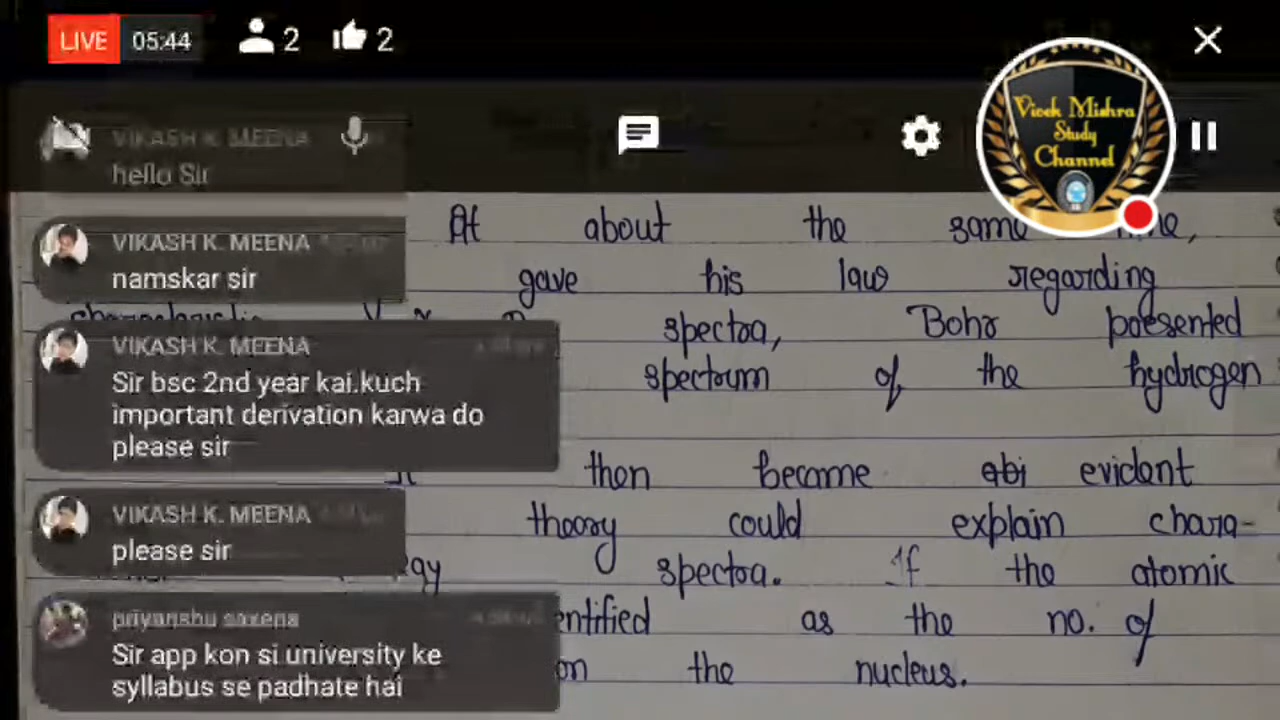 LIVE 05:44 2 2
Vicek Mishra
Study
Channel
VIKASH K. MEENA
hello Sir
VIKASH K. MEENA
namskar sir
VIKASH K. MEENA
Sir bsc 2nd year kai.kuch
important derivation karwa do
please sir
VIKASH K. MEENA
please sir
priyanshu saxena
Sir app kon si university ke
syllabus se padhate hai
At about the same
gave his law regarding
spectra, Bohr presented
spectrum of the hydrogen
then became evident
theory could explain chara-
spectra. If the atomic
entified as the no. of
on the nucleus.